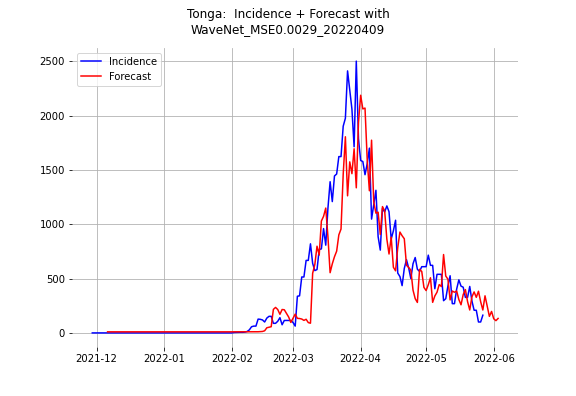 Tonga:  Incidence + Forecast with
WaveNet_MSE0.0029_20220409
Incidence
Forecast
2500
2000
1500
1000
500
0
2021-12 2022-01 2022-02 2022-03 2022-04 2022-05 2022-06